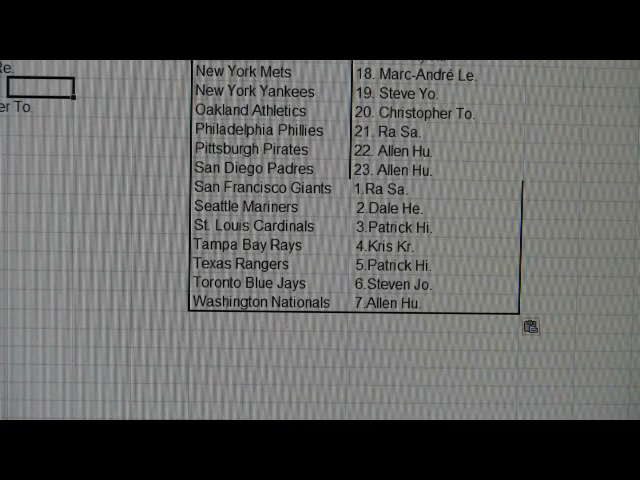 Re.
er To.
New York Mets 18. Marc-André Le.
New York Yankees 19. Steve Yo.
Oakland Athletics 20. Christopher To.
Philadelphia Phillies 21. Ra Sa.
Pittsburgh Pirates 22. Allen Hu.
San Diego Padres 23. Allen Hu.
San Francisco Giants 1.Ra Sa.
Seattle Mariners 2.Dale He.
St. Louis Cardinals 3.Patrick Hi.
Tampa Bay Rays 4.Kris Kr.
Texas Rangers 5.Patrick Hi.
Toronto Blue Jays 6.Steven Jo.
Washington Nationals 7.Allen Hu.